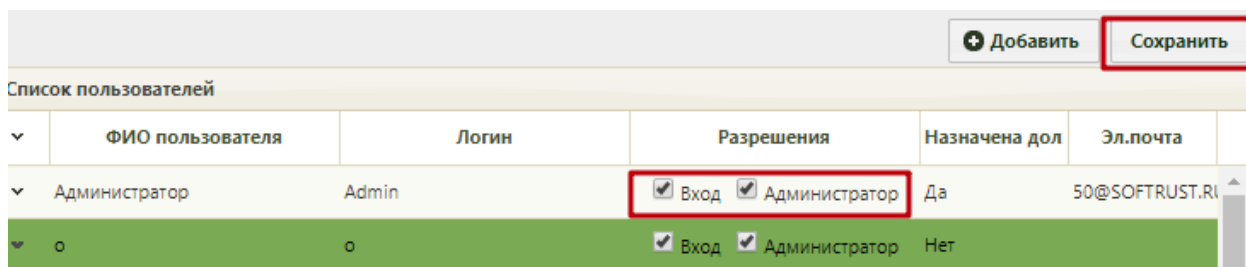 Добавить Сохранить
Список пользователей
ФИО пользователя Логин Разрешения Назначена дол Эл.почта
Администратор Admin Вход Администратор Да 50@SOFTRUST.RU
о о Вход Администратор Нет